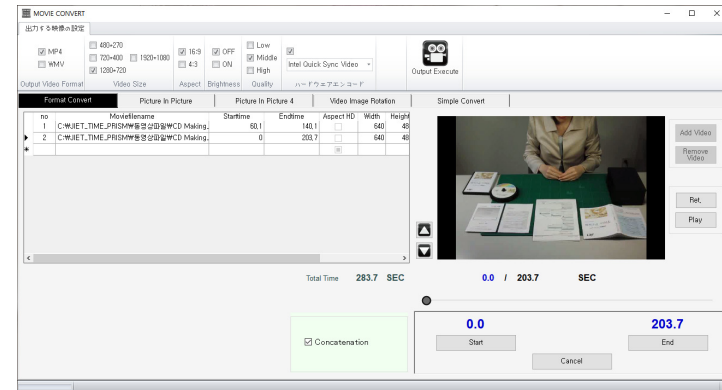 MOVIE CONVERT
出力する映像の設定
MP4
WMV
Output Video Format
480*270
720*400
1920*1080
1280*720
Video Size
16:9
4:3
Aspect
OFF
ON
Brightness
Low
Middle
High
Quality
Intel Quick Sync Video
ハードウェアエンコード
Output Execute
Format Convert
Picture In Picture
Picture In Picture 4
Video Image Rotation
Simple Convert
no Moviefilename Starttime Endtime Aspect HD Width Height
1 C:₩JIET_TIME_PRISM₩동영상파일₩CD Making_ 60,1 140,1 640 48
2 C:₩JIET_TIME_PRISM₩동영상파일₩CD Making_ 0 203,7 640 48
Add Video
Remove Video
Ret.
Play
Total Time 283.7 SEC
0.0 / 203.7 SEC
Concatenation
0.0 203.7
Start End
Cancel